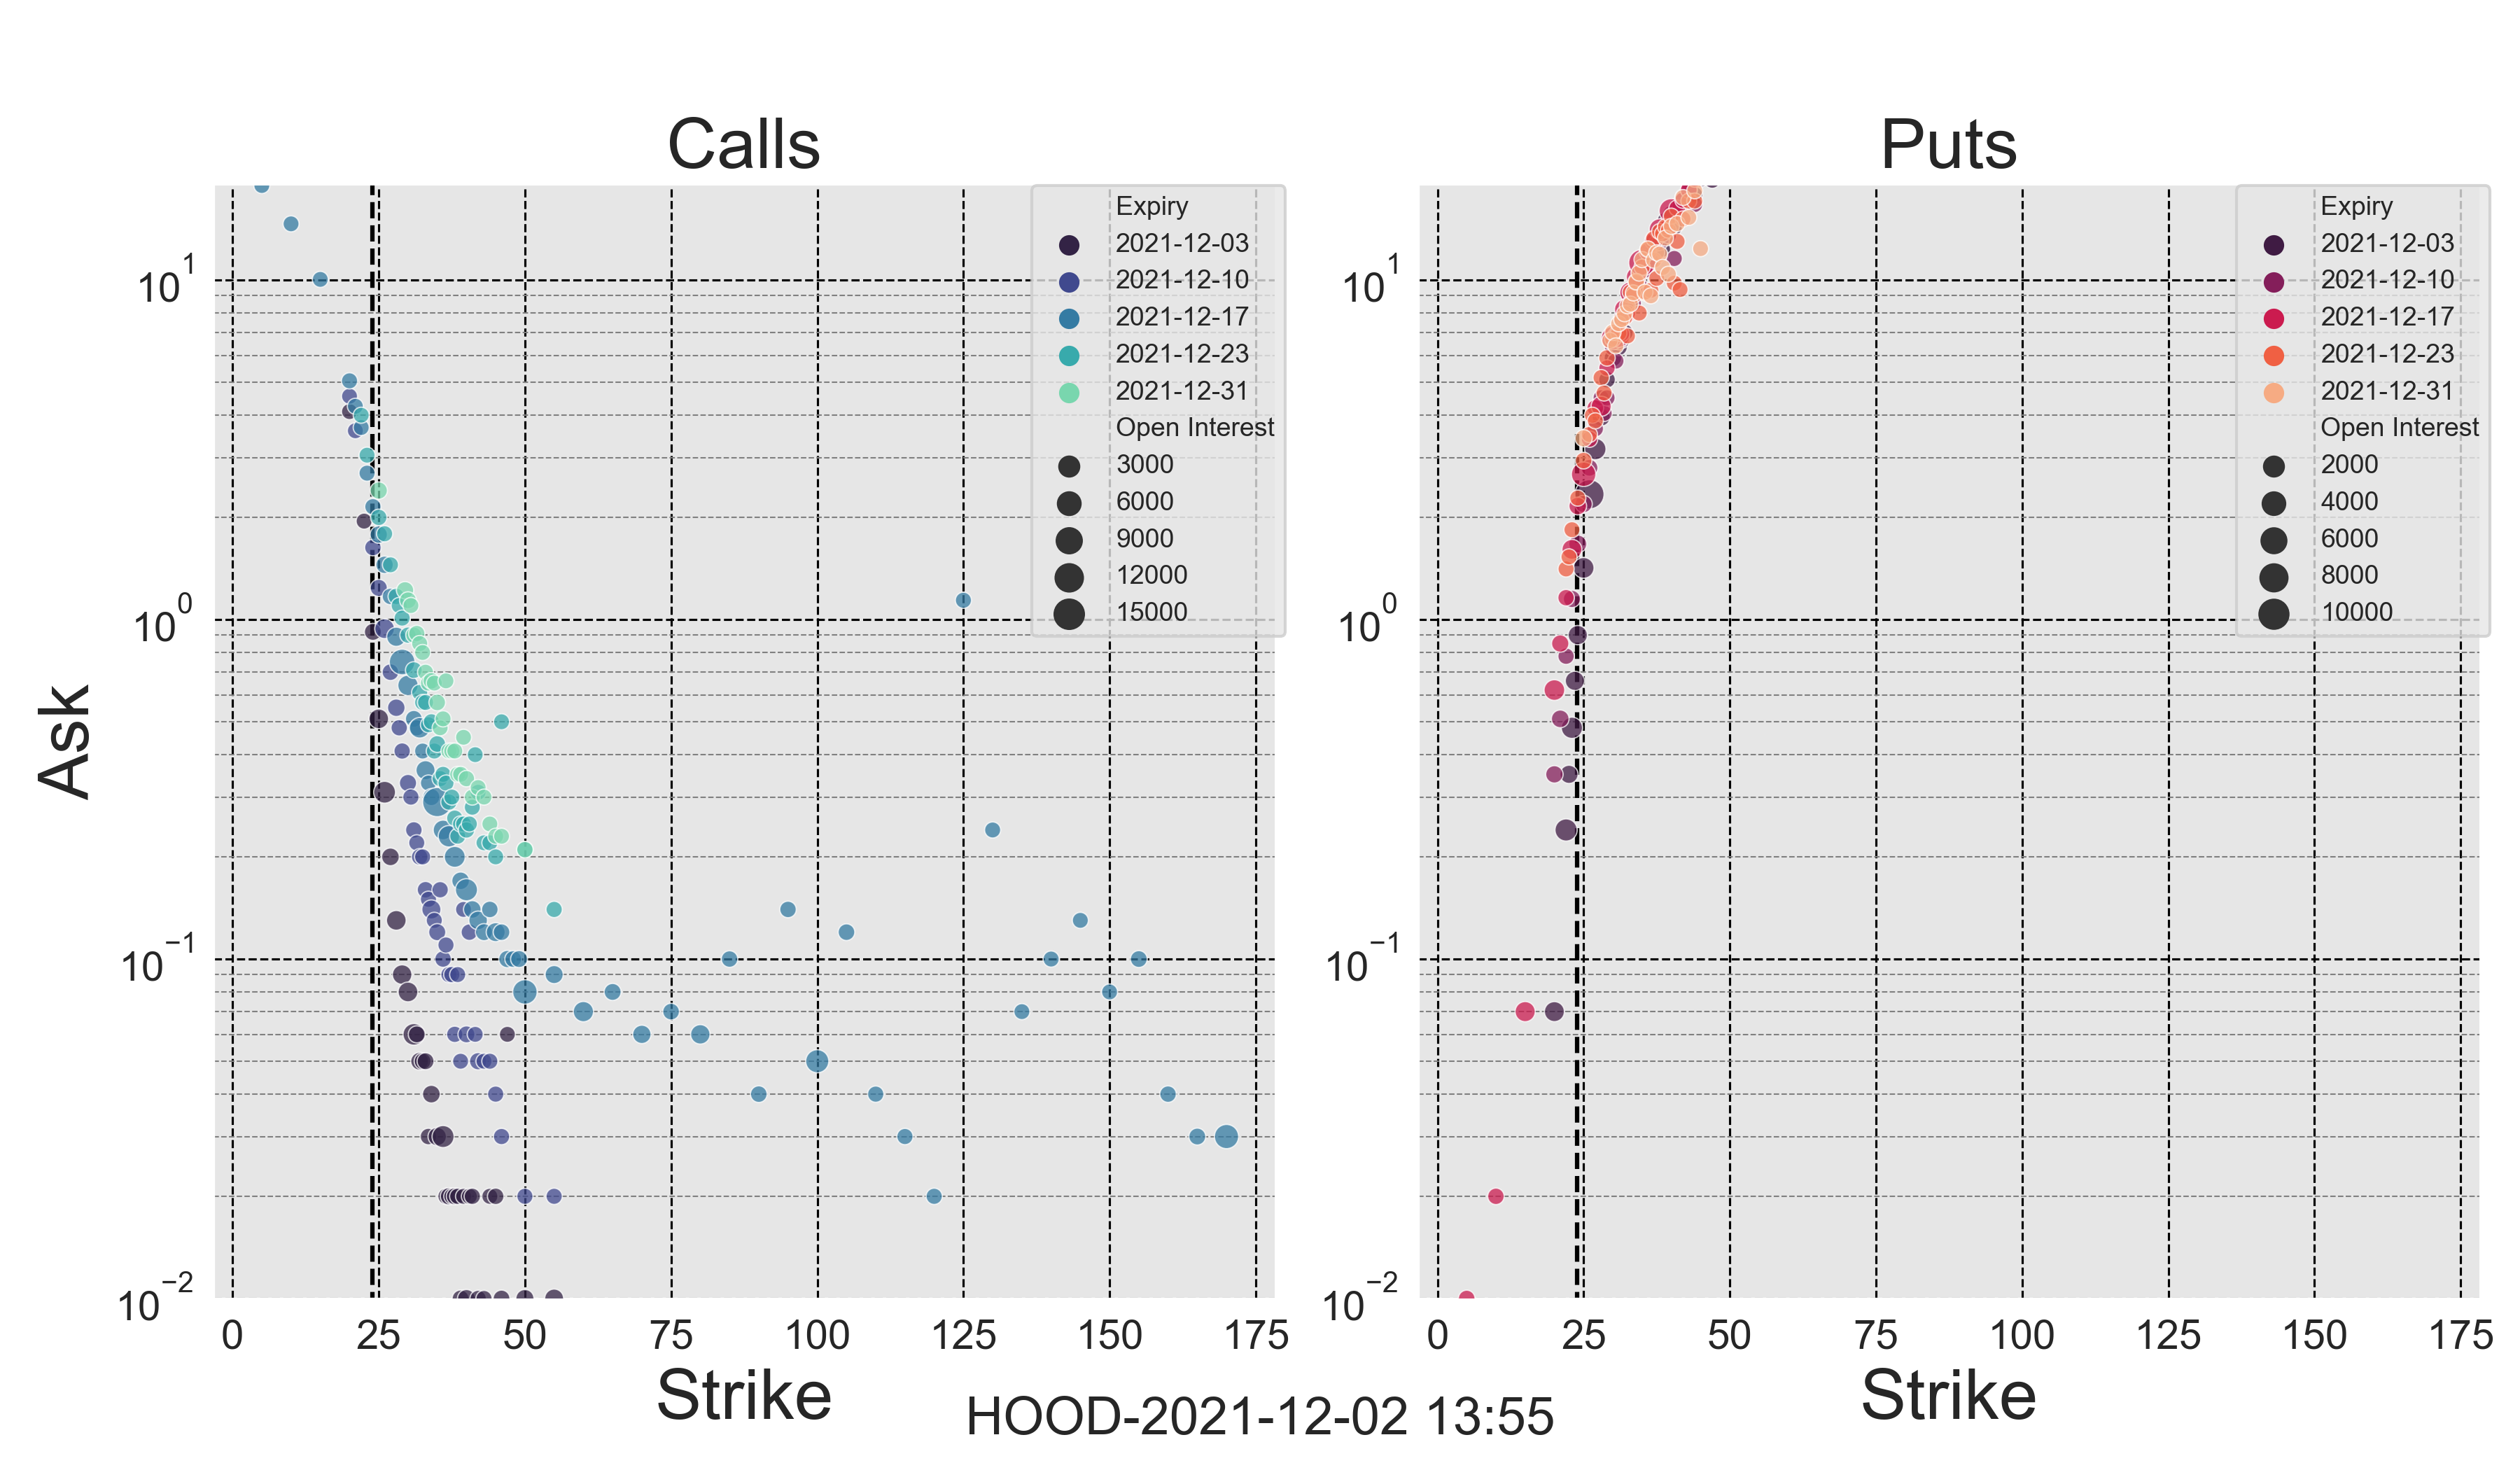 Calls
Puts
Ask
10^1
10^0
10^−1
10^−2
0 25 50 75 100 125 150 175
Strike
Expiry
2021-12-03
2021-12-10
2021-12-17
2021-12-23
2021-12-31
Open Interest
3000
6000
9000
12000
15000
10^1
10^0
10^−1
10^−2
0 25 50 75 100 125 150 175
Strike
Expiry
2021-12-03
2021-12-10
2021-12-17
2021-12-23
2021-12-31
Open Interest
2000
4000
6000
8000
10000
HOOD-2021-12-02 13:55